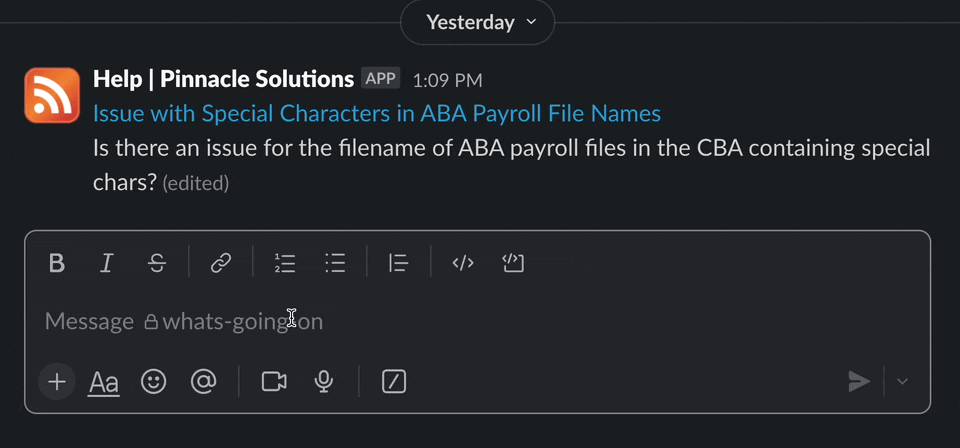 Yesterday
Help | Pinnacle Solutions APP 1:09 PM
Issue with Special Characters in ABA Payroll File Names
Is there an issue for the filename of ABA payroll files in the CBA containing special
chars? (edited)
B I S
Message whats-going-on
Aa